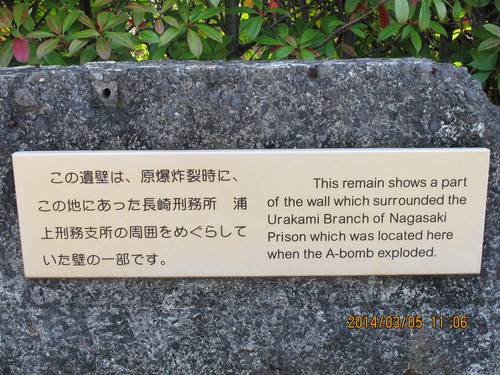 この遺壁は、原爆炸裂時に、
この地にあった長崎刑務所　浦
上刑務支所の周囲をめぐらして
いた壁の一部です。
This remain shows a part
of the wall which surrounded the
Urakami Branch of Nagasaki
Prison which was located here
when the A-bomb exploded.
2014/03/05 11:06